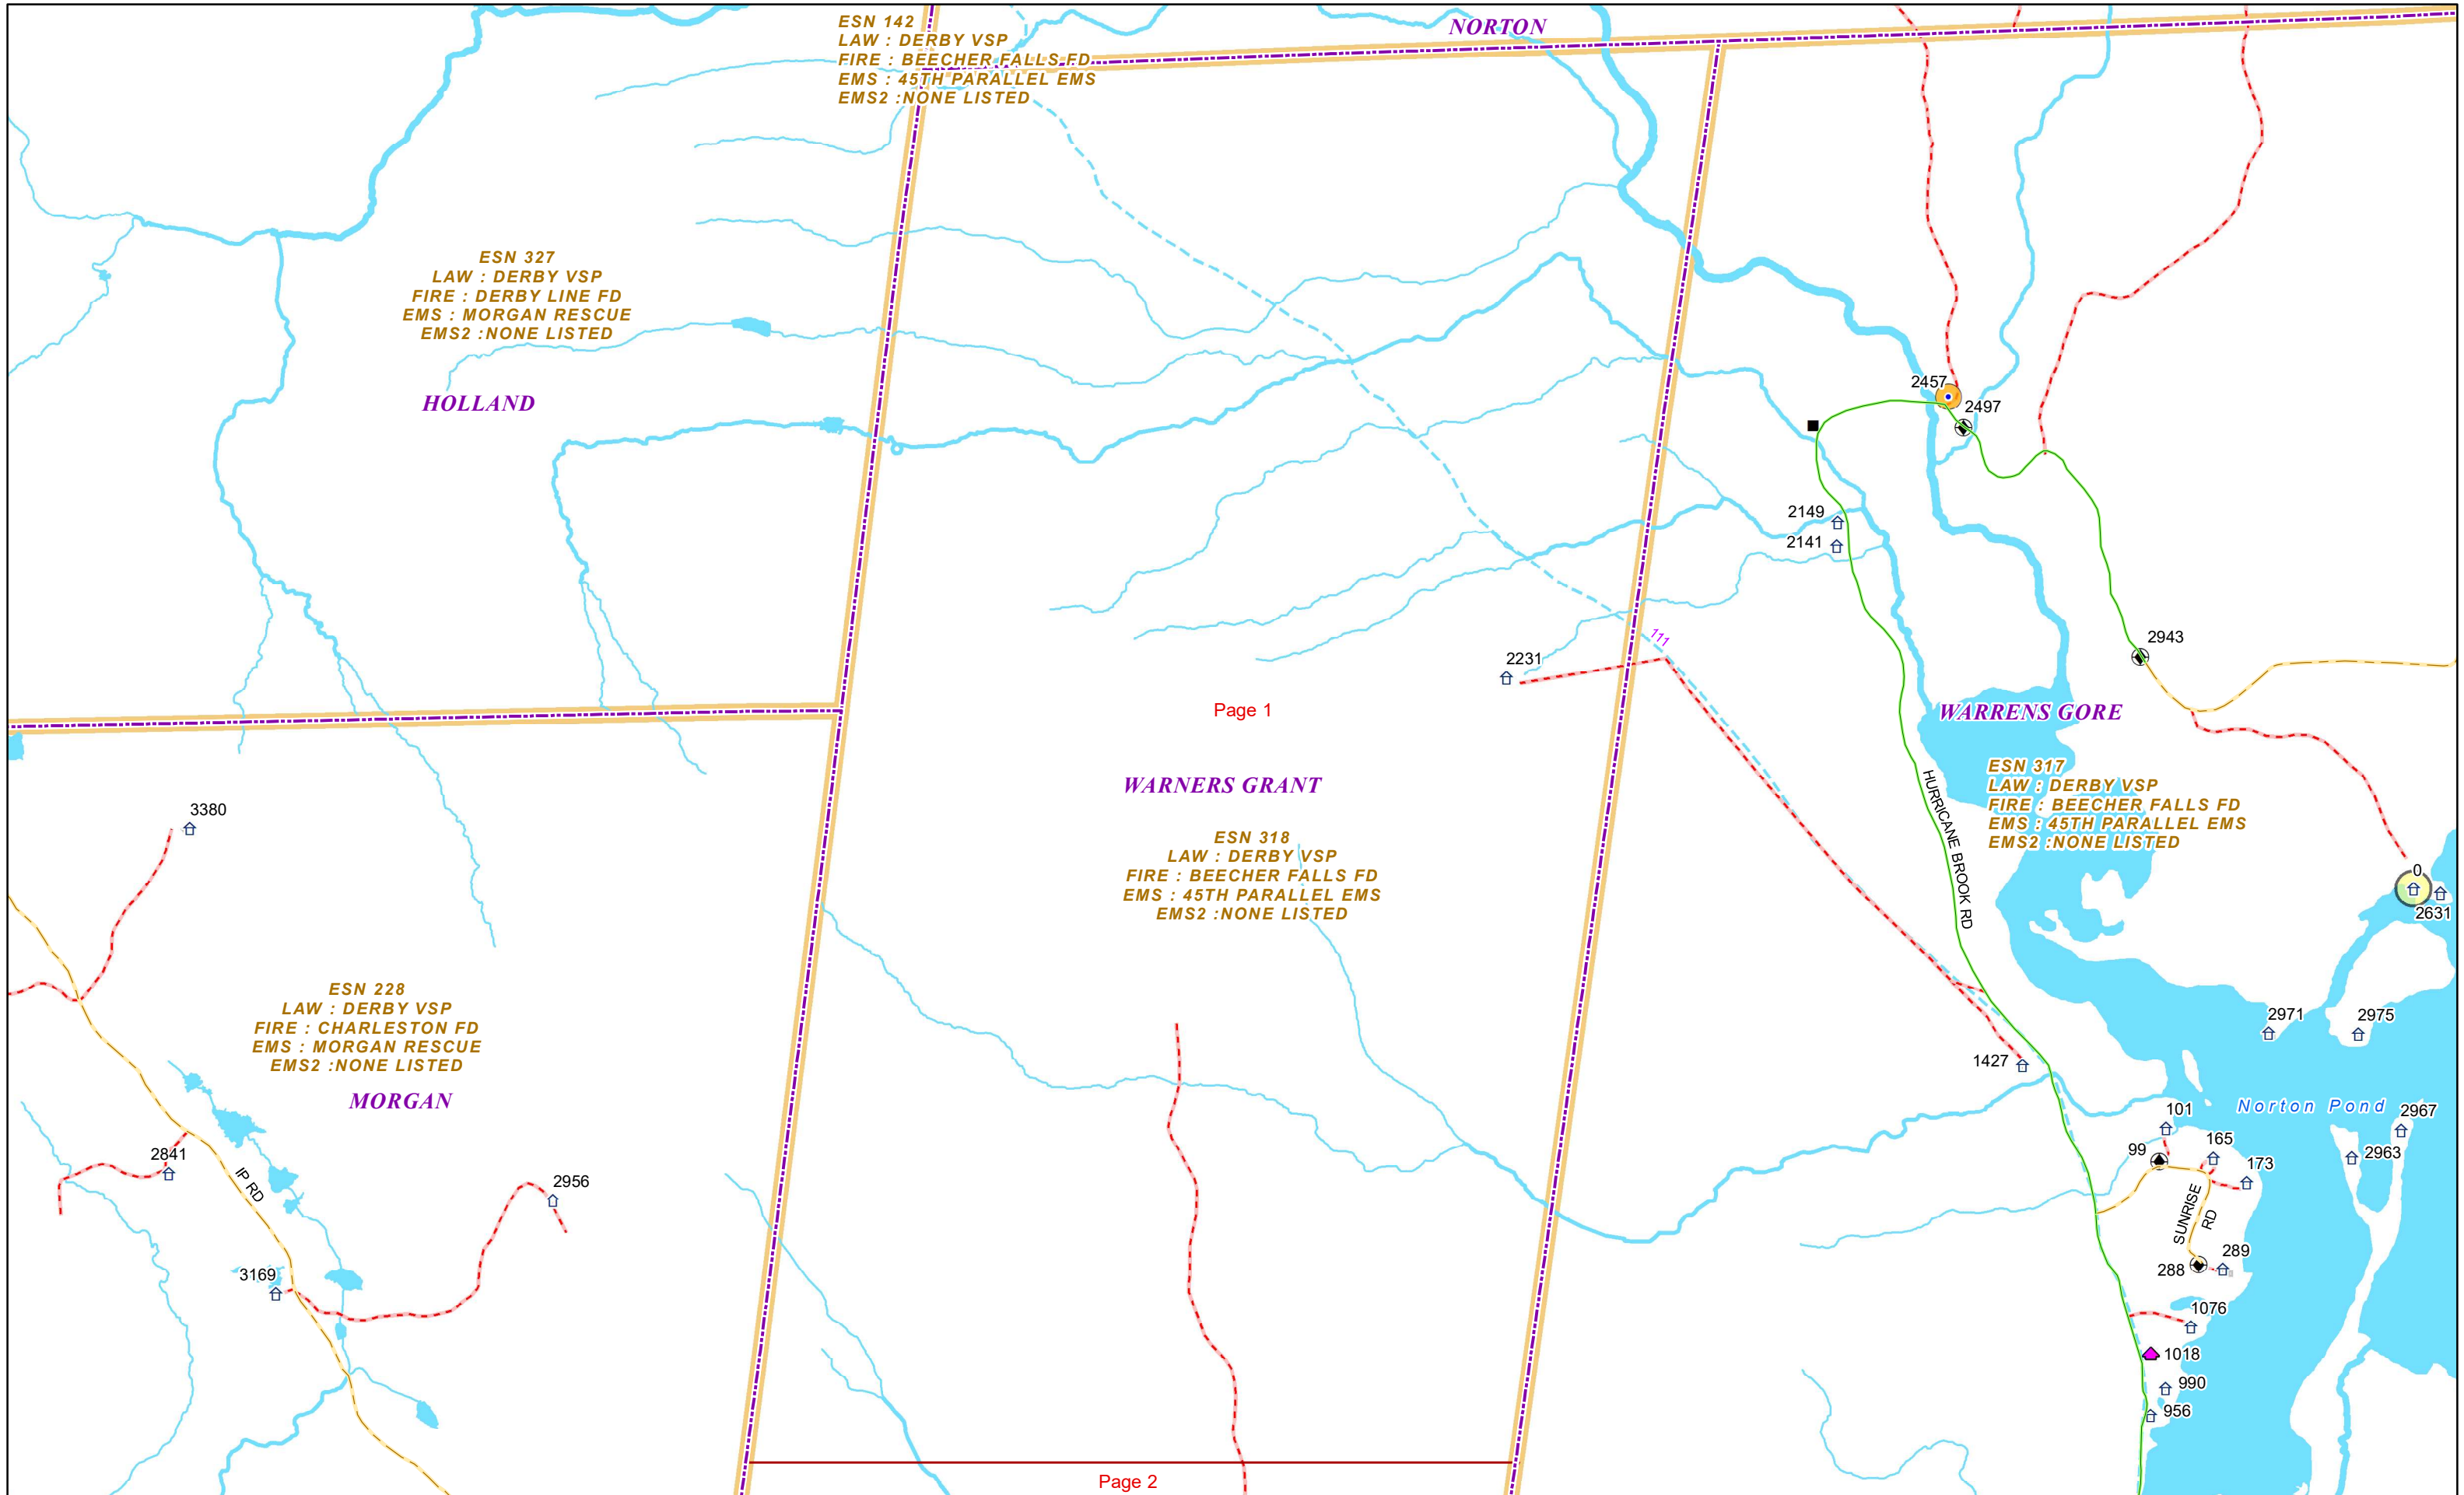 ESN 142
LAW : DERBY VSP
FIRE : BEECHER FALLS FD
EMS : 45TH PARALLEL EMS
EMS2 :NONE LISTED
NORTON
ESN 327
LAW : DERBY VSP
FIRE : DERBY LINE FD
EMS : MORGAN RESCUE
EMS2 :NONE LISTED
HOLLAND
2457
2497
2149
2141
111
2943
2231
Page 1
WARRENS GORE
WARNERS GRANT
ESN 317
LAW : DERBY VSP
FIRE : BEECHER FALLS FD
EMS : 45TH PARALLEL EMS
EMS2 :NONE LISTED
HURRICANE BROOK RD
3380
ESN 318
LAW : DERBY VSP
FIRE : BEECHER FALLS FD
EMS : 45TH PARALLEL EMS
EMS2 :NONE LISTED
0
2631
ESN 228
LAW : DERBY VSP
FIRE : CHARLESTON FD
EMS : MORGAN RESCUE
EMS2 :NONE LISTED
MORGAN
2971
2975
1427
Norton Pond
101
2967
165
99
2963
173
2841
IP RD
2956
SUNRISE
RD
289
288
3169
1076
1018
990
956
Page 2